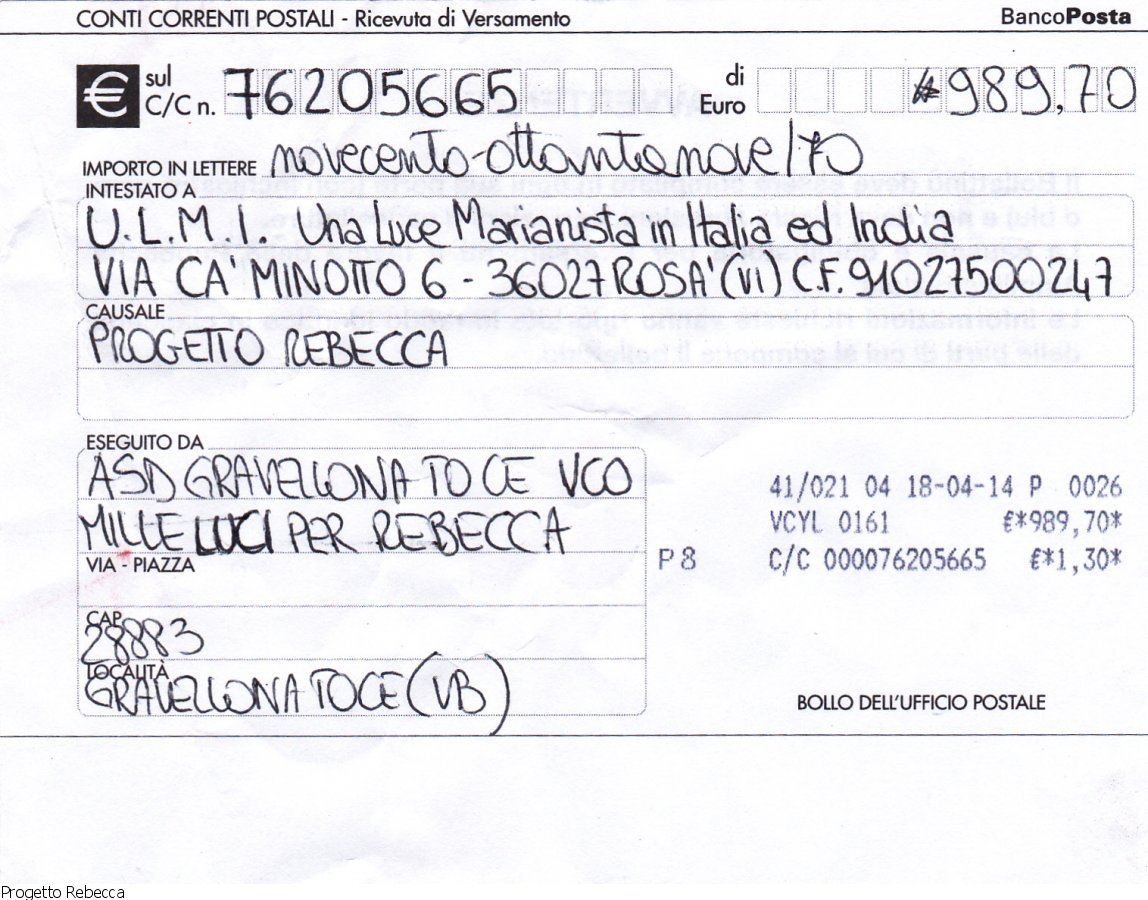 CONTI CORRENTI POSTALI - Ricevuta di Versamento BancoPosta
€ sul C/C n. 76205665 di Euro #989,70
IMPORTO IN LETTERE novecento-ottantanove/70
INTESTATO A
U.L.M.I. Una Luce Marianista in Italia ed India
VIA CA' MINOTTO 6 - 36027 ROSA' (VI) C.F. 91027500247
CAUSALE
PROGETTO REBECCA
ESEGUITO DA
ASD GRAVELLONA TOCE VCO
MILLE LUCI PER REBECCA
VIA - PIAZZA
CAP
28883
LOCALITÀ
GRAVELLONA TOCE (VB)
41/021 04 18-04-14 P 0026
VCYL 0161 €*989,70*
P 8 C/C 000076205665 €*1,30*
BOLLO DELL'UFFICIO POSTALE
Progetto Rebecca